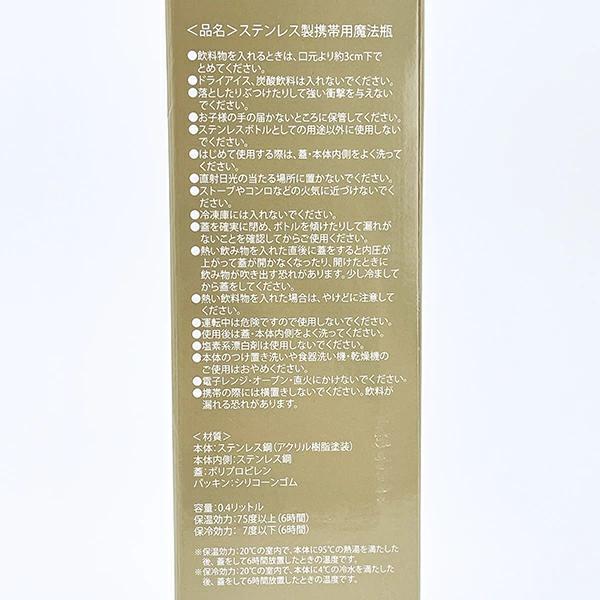 ＜品名＞ステンレス製携帯用魔法瓶
●飲料物を入れるときは、口元より約3cm下で
とめてください。
●ドライアイス、炭酸飲料は入れないでください。
●落としたりぶつけたりして強い衝撃を与えない
でください。
●お子様の手の届かないところに保管してください。
●ステンレスボトルとしての用途以外に使用しない
でください。
●はじめて使用する際は、蓋・本体内側をよく洗って
ください。
●直射日光の当たる場所に置かないでください。
●ストーブやコンロなどの火気に近づけないでく
ださい。
●冷凍庫には入れないでください。
●蓋を確実に閉め、ボトルを傾けたりして漏れが
ないことを確認してからご使用ください。
●熱い飲み物を入れた直後に蓋をすると内圧が
上がって蓋が開かなくなったり、開けたときに
飲み物が吹き出す恐れがあります。少し冷まして
から蓋をしてください。
●熱い飲料物を入れた場合は、やけどに注意して
ください。
●運転中は危険ですので使用しないでください。
●使用後は蓋・本体内側をよく洗ってください。
●塩素系漂白剤は使用しないでください。
●本体のつけ置き洗いや食器洗い機・乾燥機の
ご使用はおやめください。
●電子レンジ・オーブン・直火にかけないでください。
●携帯の際には横置きしないでください。飲料が
漏れる恐れがあります。
＜材質＞
本体：ステンレス鋼（アクリル樹脂塗装）
本体内側：ステンレス鋼
蓋：ポリプロピレン
パッキン：シリコーンゴム
容量：0.4リットル
保温効力：75度以上（6時間）
保冷効力： 7度以下（6時間）
※保温効力：20℃の室内で、本体に95℃の熱湯を満たした
後、蓋をして6時間放置したときの温度です。
※保冷効力：20℃の室内で、本体に4℃の冷水を満たした
後、蓋をして6時間放置したときの温度です。